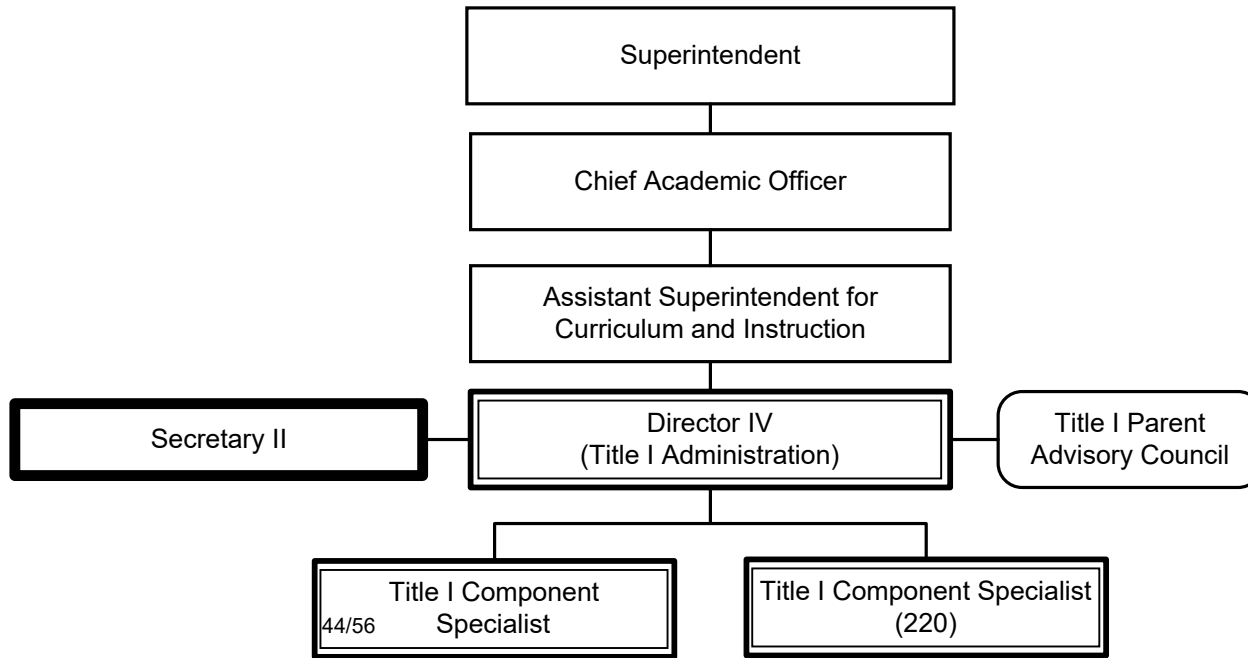 Superintendent
Chief Academic Officer
Assistant Superintendent for
Curriculum and Instruction
Secretary II
Director IV
(Title I Administration)
Title I Parent
Advisory Council
Title I Component
Specialist
44/56
Title I Component Specialist
(220)